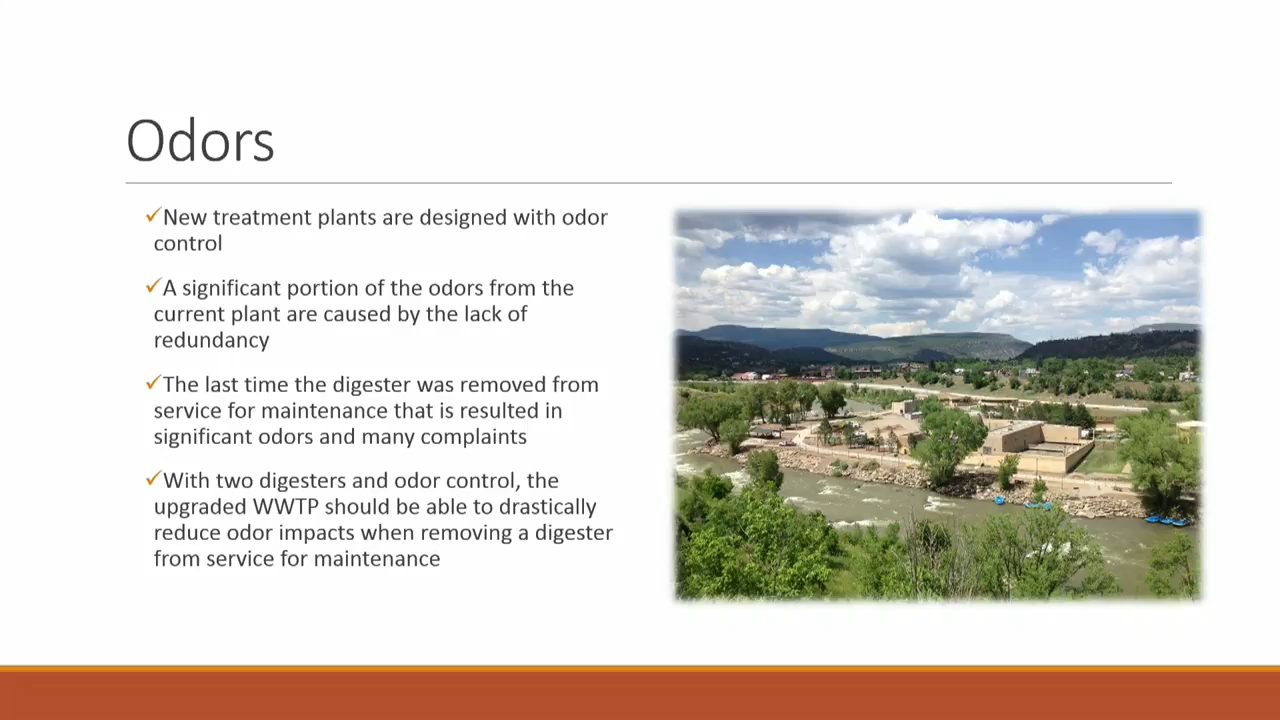 Odors
✓New treatment plants are designed with odor
control
✓A significant portion of the odors from the
current plant are caused by the lack of
redundancy
✓The last time the digester was removed from
service for maintenance that is resulted in
significant odors and many complaints
✓With two digesters and odor control, the
upgraded WWTP should be able to drastically
reduce odor impacts when removing a digester
from service for maintenance